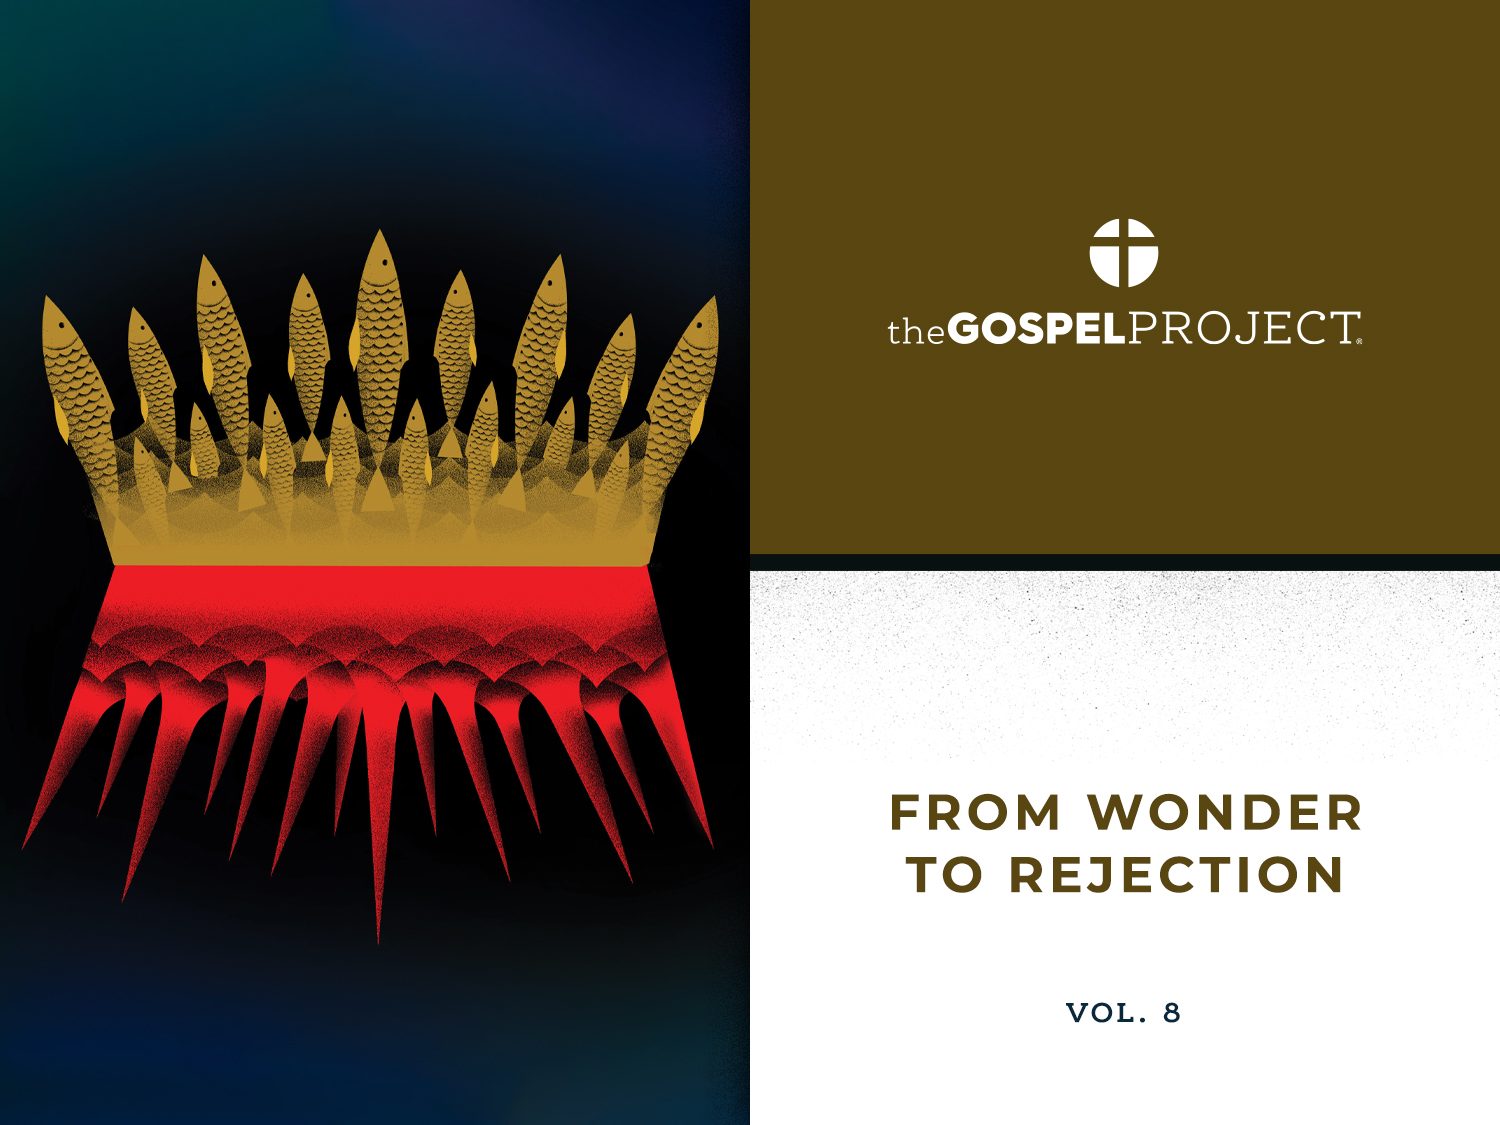 theGOSPELPROJECT®
FROM WONDER
TO REJECTION
VOL. 8